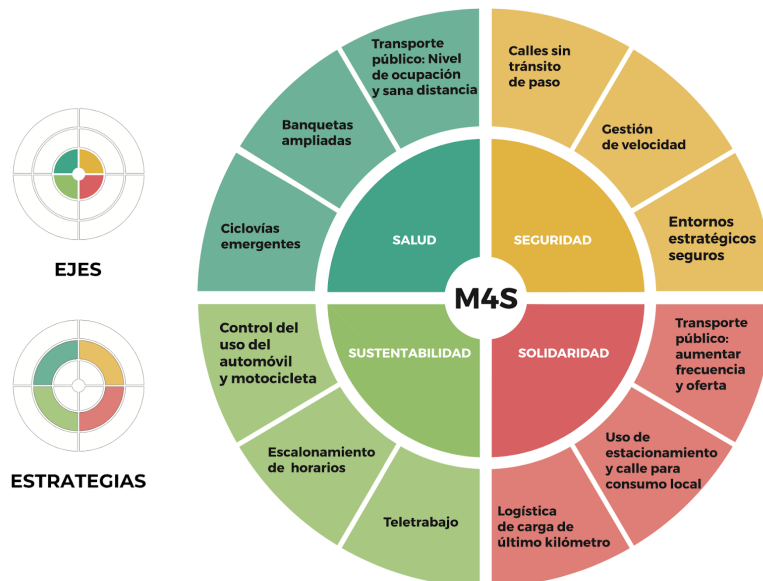 Transporte
público: Nivel
de ocupación
y sana distancia
Calles sin
tránsito
de paso
Banquetas
ampliadas
Gestión
de velocidad
Ciclovías
emergentes
Entornos
estratégicos
seguros
SALUD
SEGURIDAD
EJES
M4S
SUSTENTABILIDAD
SOLIDARIDAD
Control del
uso del
automóvil
y motocicleta
Transporte
público:
aumentar
frecuencia
y oferta
Escalonamiento
de horarios
Uso de
estacionamiento
y calle para
consumo local
ESTRATEGIAS
Teletrabajo
Logística
de carga de
último kilómetro